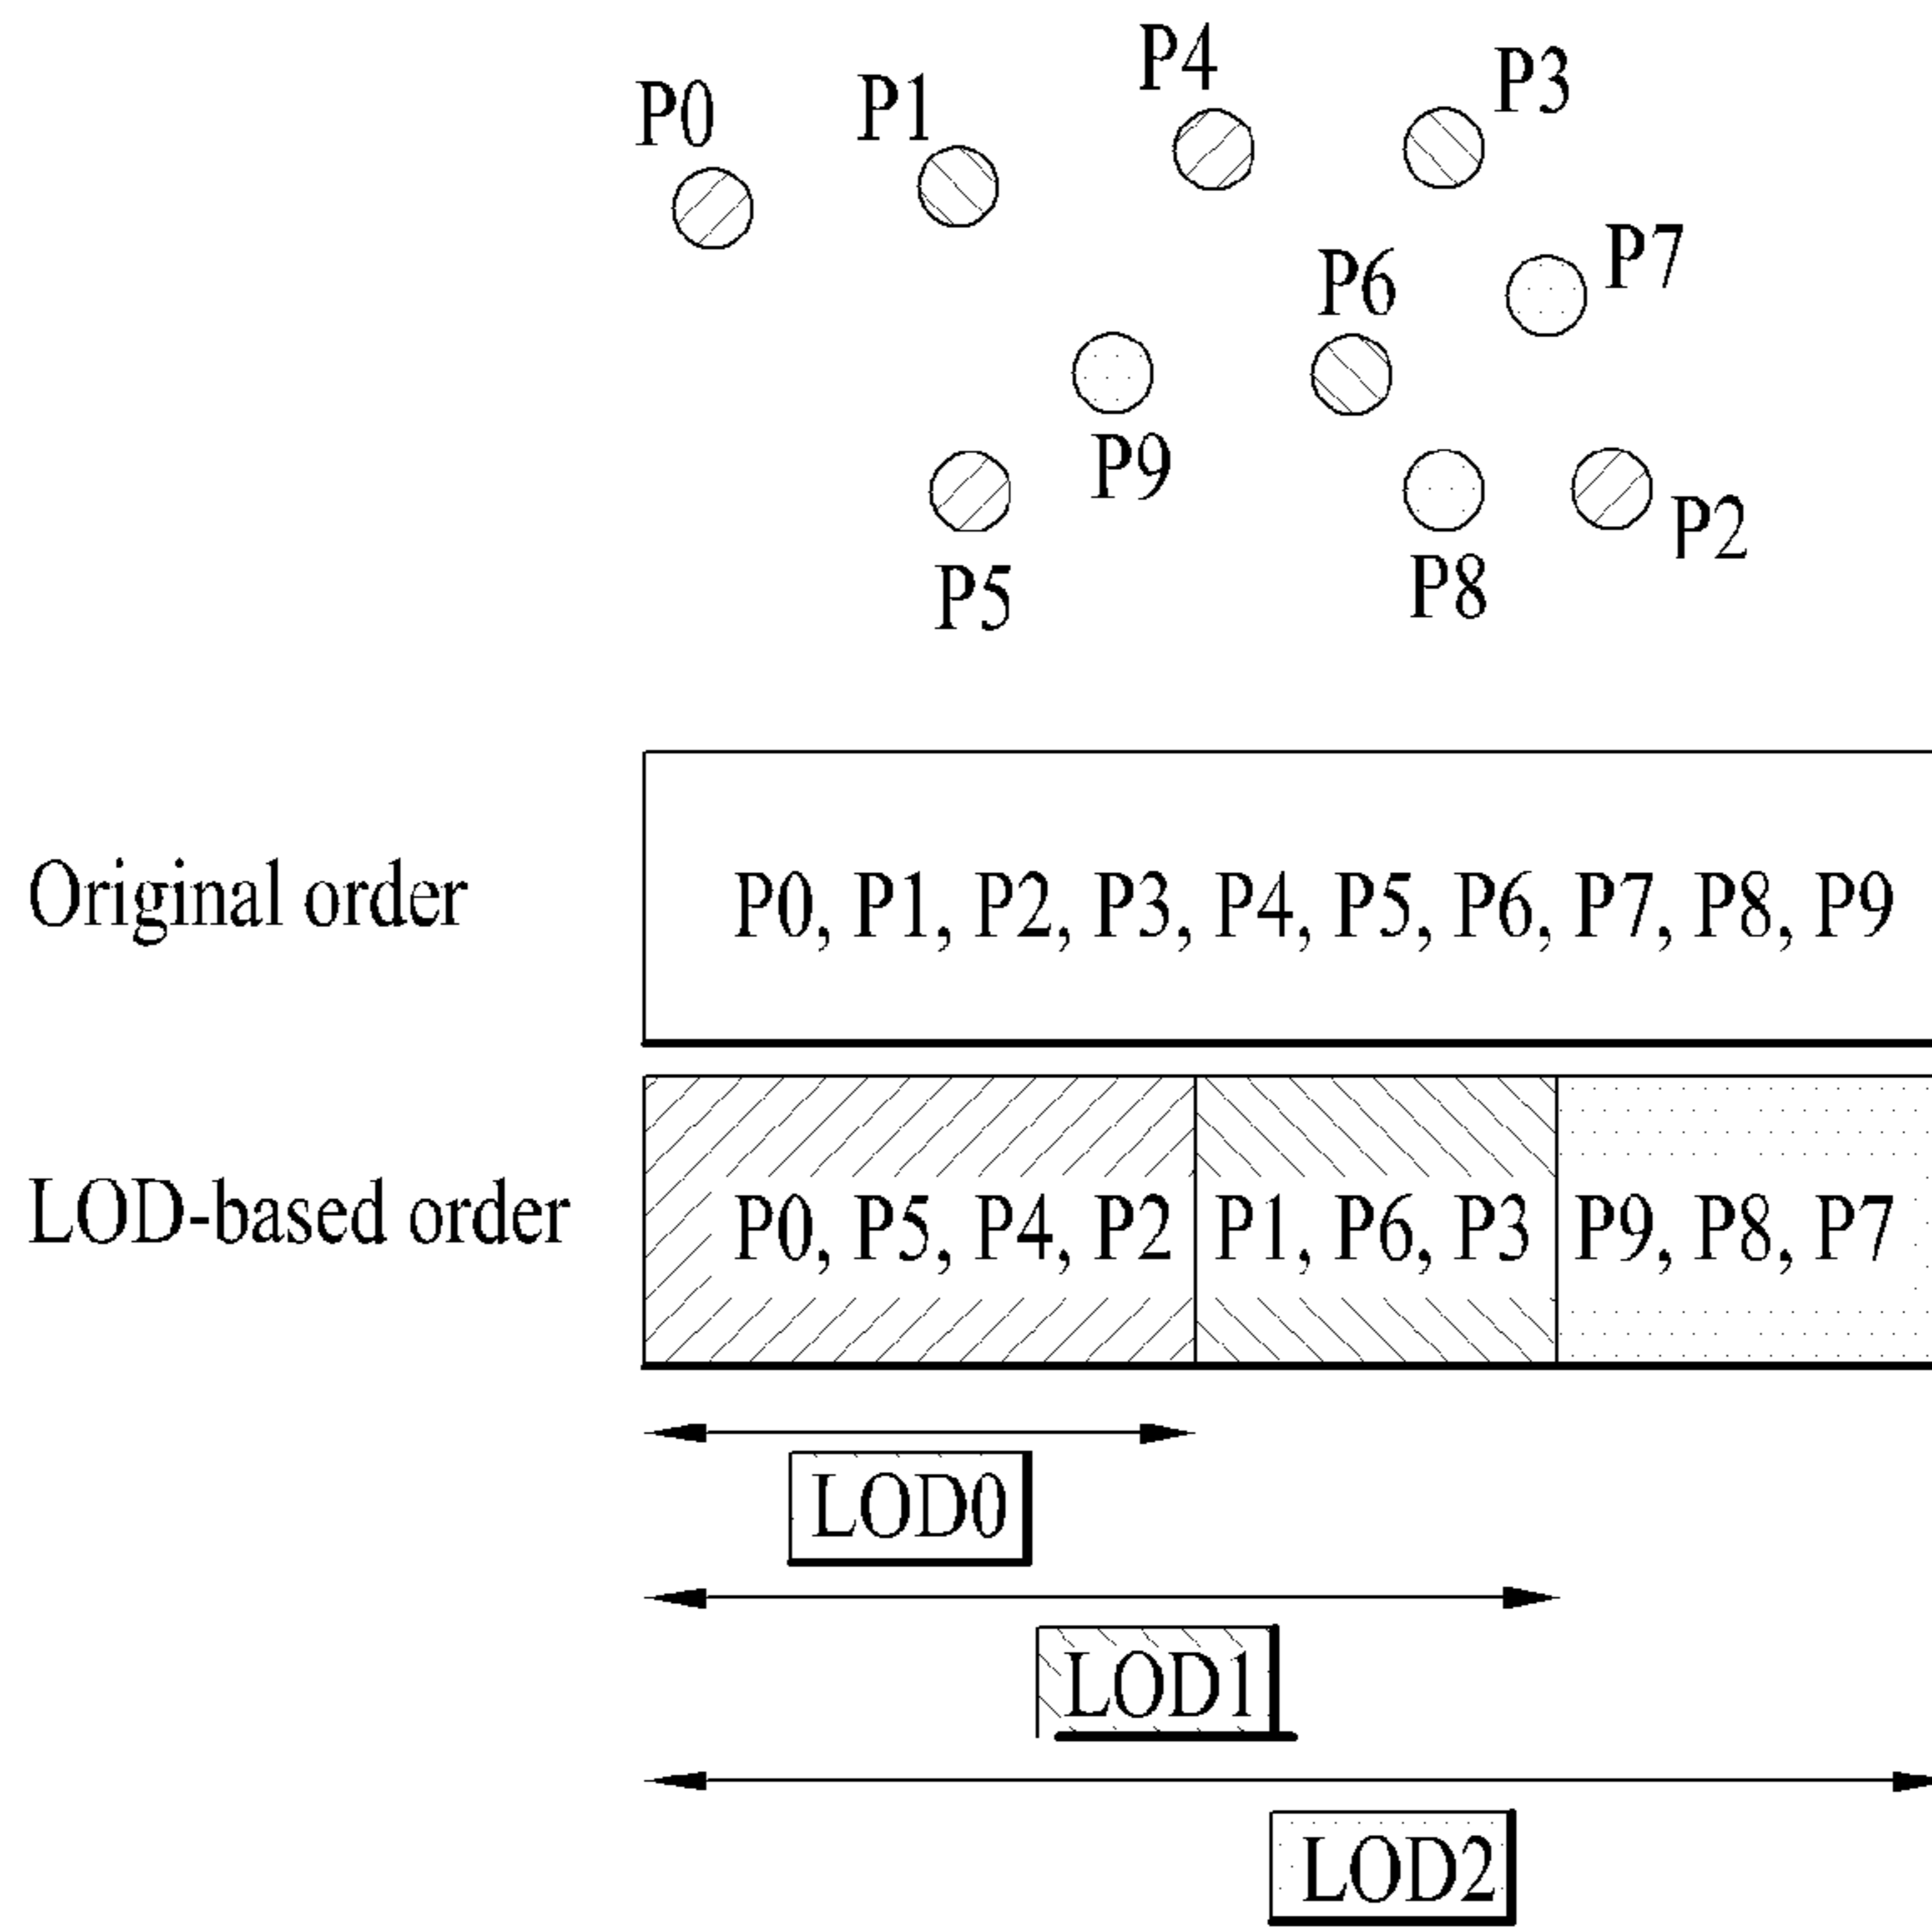 P4
P3
P0
P1
P7
P6
P9
P2
P5
P8
Original order
P0, P1, P2, P3, P4, P5, P6, P7, P8, P9
LOD-based order
P0, P5, P4, P2
P1, P6, P3
P9, P8, P7
LOD0
LOD1
LOD2